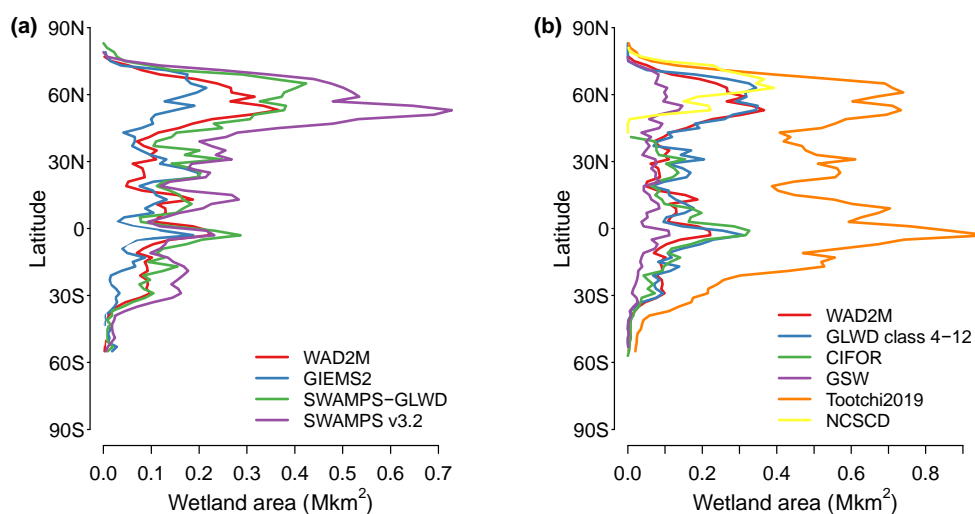 (a)
90N
60N
30N
0
30S
60S
90S
Latitude
0.0 0.1 0.2 0.3 0.4 0.5 0.6 0.7
Wetland area (Mkm²)
WAD2M
GIEMS2
SWAMPS−GLWD
SWAMPS v3.2
(b)
90N
60N
30N
0
30S
60S
90S
Latitude
0.0 0.2 0.4 0.6 0.8
Wetland area (Mkm²)
WAD2M
GLWD class 4−12
CIFOR
GSW
Tootchi2019
NCSCD